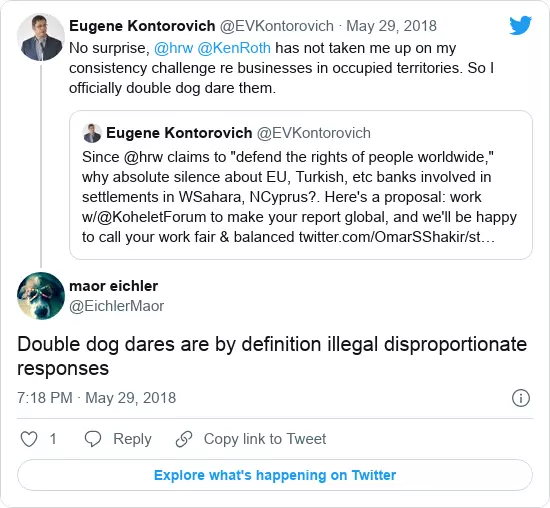 Eugene Kontorovich @EVKontorovich · May 29, 2018
No surprise, @hrw @KenRoth has not taken me up on my
consistency challenge re businesses in occupied territories. So I
officially double dog dare them.
Eugene Kontorovich @EVKontorovich
Since @hrw claims to "defend the rights of people worldwide,"
why absolute silence about EU, Turkish, etc banks involved in
settlements in WSahara, NCyprus?. Here's a proposal: work
w/@KoheletForum to make your report global, and we'll be happy
to call your work fair & balanced twitter.com/OmarSShakir/st…
maor eichler
@EichlerMaor
Double dog dares are by definition illegal disproportionate
responses
7:18 PM · May 29, 2018
1 Reply Copy link to Tweet
Explore what's happening on Twitter